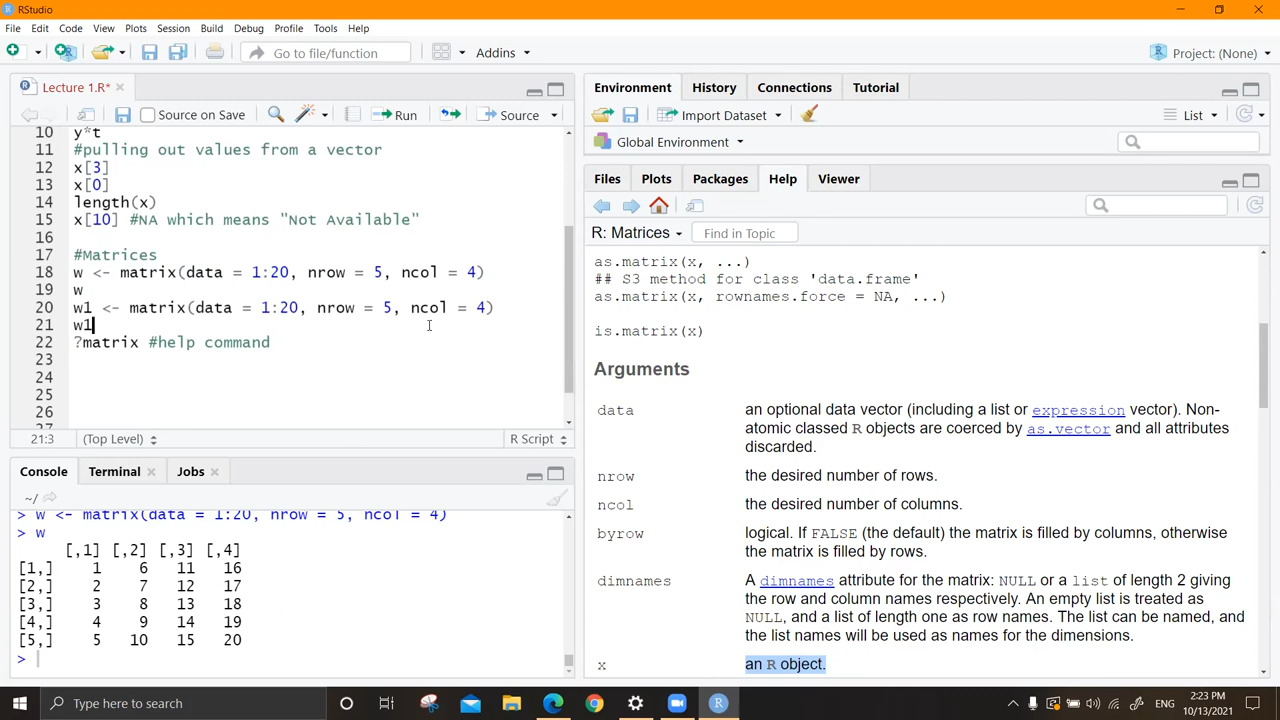 RStudio
File Edit Code View Plots Session Build Debug Profile Tools Help
Go to file/function Addins Project: (None)
Lecture 1.R*
Source on Save Run Source
10 y*t
11 #pulling out values from a vector
12 x[3]
13 x[0]
14 length(x)
15 x[10] #NA which means "Not Available"
16
17 #Matrices
18 w <- matrix(data = 1:20, nrow = 5, ncol = 4)
19 w
20 w1 <- matrix(data = 1:20, nrow = 5, ncol = 4)
21 w1
22 ?matrix #help command
23
24
25
26
27
21:3 (Top Level) R Script
Console Terminal Jobs
~/
> w <- matrix(data = 1:20, nrow = 5, ncol = 4)
> w
[,1] [,2] [,3] [,4]
[1,] 1 6 11 16
[2,] 2 7 12 17
[3,] 3 8 13 18
[4,] 4 9 14 19
[5,] 5 10 15 20
>
Environment History Connections Tutorial
Import Dataset List
Global Environment
Files Plots Packages Help Viewer
R: Matrices Find in Topic
as.matrix(x, ...)
## S3 method for class 'data.frame'
as.matrix(x, rownames.force = NA, ...)
is.matrix(x)
Arguments
data an optional data vector (including a list or expression vector). Non-
atomic classed R objects are coerced by as.vector and all attributes
discarded.
nrow the desired number of rows.
ncol the desired number of columns.
byrow logical. If FALSE (the default) the matrix is filled by columns, otherwise
the matrix is filled by rows.
dimnames A dimnames attribute for the matrix: NULL or a list of length 2 giving
the row and column names respectively. An empty list is treated as
NULL, and a list of length one as row names. The list can be named, and
the list names will be used as names for the dimensions.
x an R object.
Type here to search
ENG 2:23 PM
10/13/2021